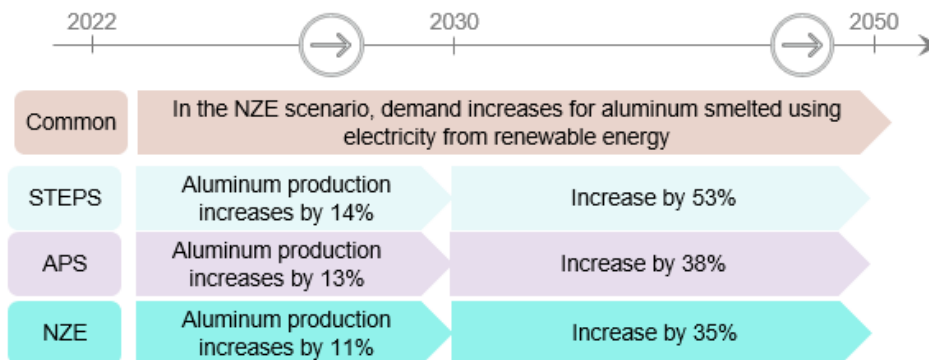 2022 2030 2050
Common
In the NZE scenario, demand increases for aluminum smelted using
electricity from renewable energy
STEPS
Aluminum production
increases by 14%
Increase by 53%
APS
Aluminum production
increases by 13%
Increase by 38%
NZE
Aluminum production
increases by 11%
Increase by 35%